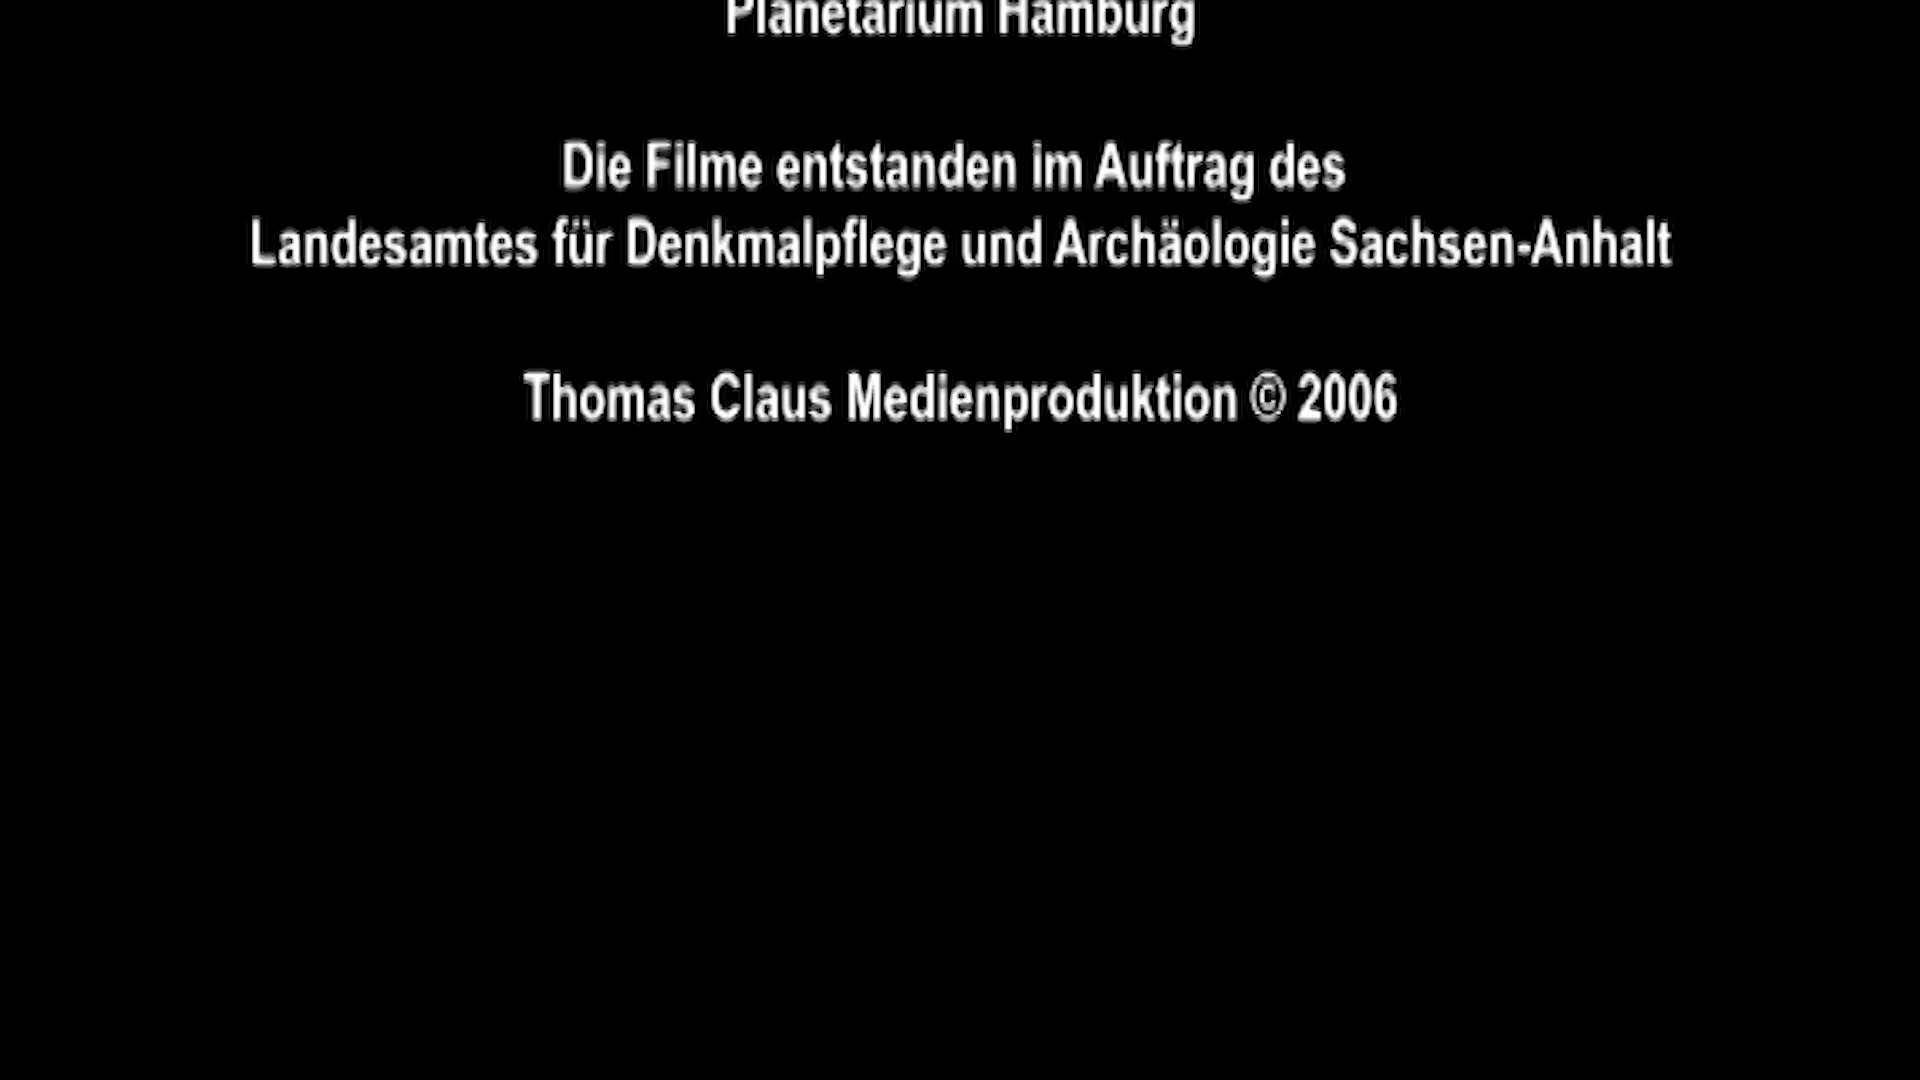 Planetarium Hamburg
Die Filme entstanden im Auftrag des
Landesamtes für Denkmalpflege und Archäologie Sachsen-Anhalt
Thomas Claus Medienproduktion © 2006